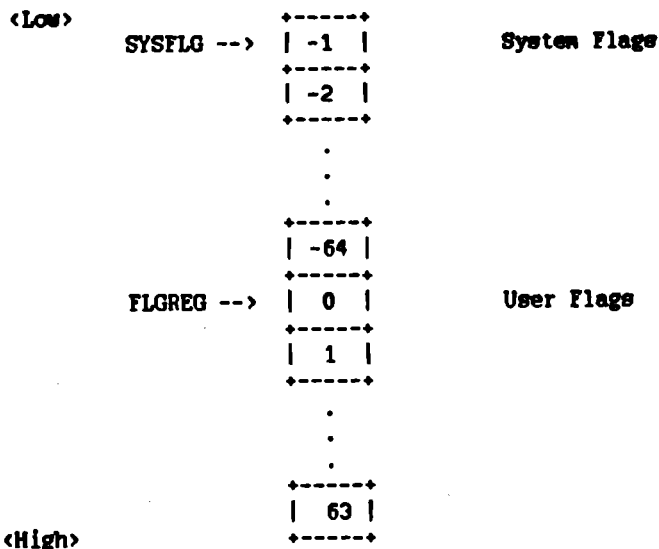 <Low>
+------+
SYSFLG --> | -1 | System Flags
+------+
| -2 |
+------+
.
.
.
+------+
| -64 |
+------+
FLGREG --> | 0 | User Flags
+------+
| 1 |
+------+
.
.
.
+------+
| 63 |
<High> +------+